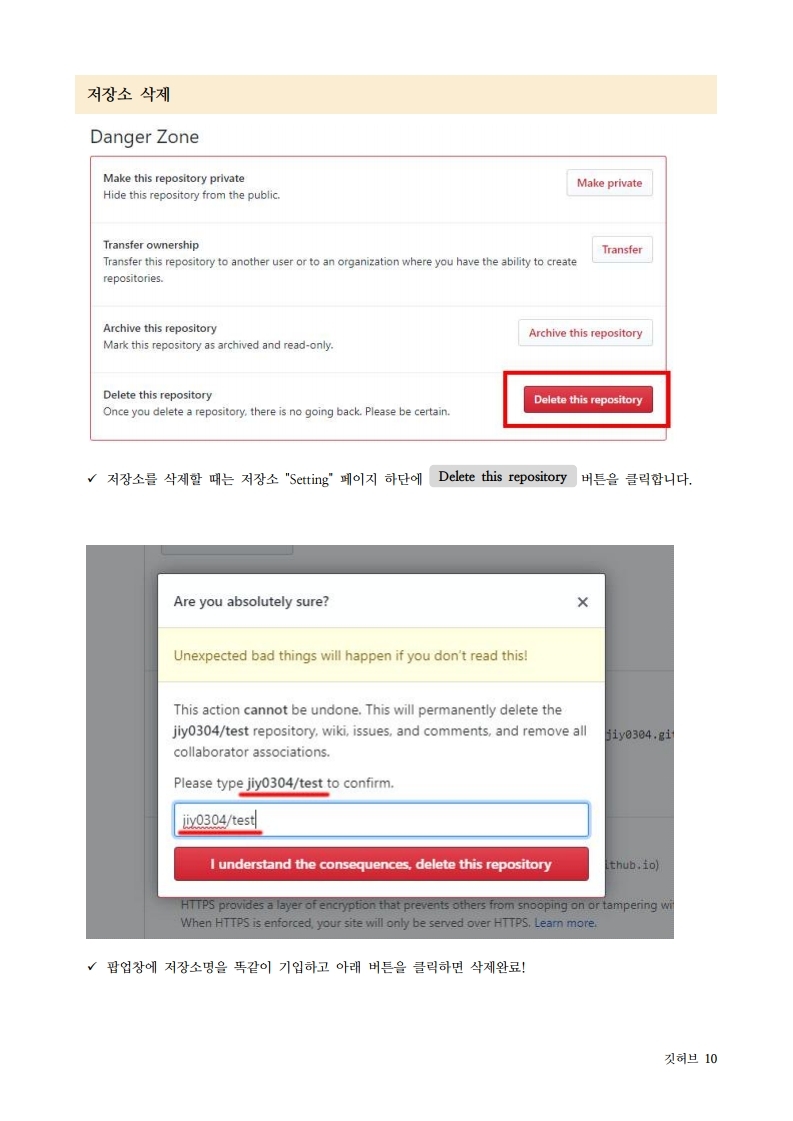 저장소 삭제
Danger Zone
Make this repository private
Hide this repository from the public.
Make private
Transfer ownership
Transfer this repository to another user or to an organization where you have the ability to create
repositories.
Transfer
Archive this repository
Mark this repository as archived and read-only.
Archive this repository
Delete this repository
Once you delete a repository, there is no going back. Please be certain.
Delete this repository
✓ 저장소를 삭제할 때는 저장소 "Setting" 페이지 하단에 Delete this repository 버튼을 클릭합니다.
Are you absolutely sure?
×
Unexpected bad things will happen if you don't read this!
This action cannot be undone. This will permanently delete the
jiy0304/test repository, wiki, issues, and comments, and remove all
collaborator associations.
jiy0304.git
Please type jiy0304/test to confirm.
jiy0304/test
I understand the consequences, delete this repository
thub.io)
HTTPS provides a layer of encryption that prevents others from snooping on or tampering wi
When HTTPS is enforced, your site will only be served over HTTPS. Learn more.
✓ 팝업창에 저장소명을 똑같이 기입하고 아래 버튼을 클릭하면 삭제완료!
깃허브 10